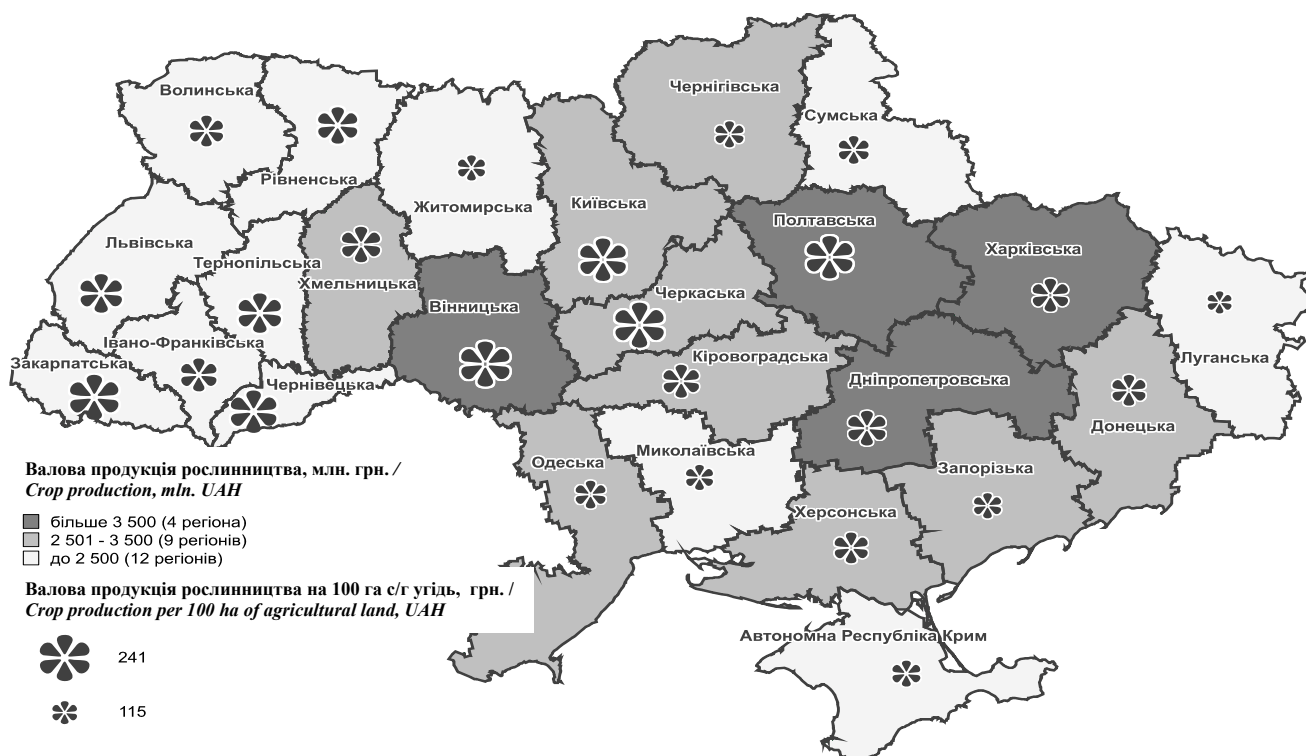 Волинська
Рівненська
Житомирська
Київська
Чернігівська
Сумська
Львівська
Тернопільська
Хмельницька
Вінницька
Черкаська
Полтавська
Харківська
Луганська
Закарпатська
Івано-Франківська
Чернівецька
Кіровоградська
Дніпропетровська
Донецька
Одеська
Миколаївська
Запорізька
Херсонська
Автономна Республіка Крим
Валова продукція рослинництва, млн. грн. /
Crop production, mln. UAH
більше 3 500 (4 регіона)
2 501 - 3 500 (9 регіонів)
до 2 500 (12 регіонів)
Валова продукція рослинництва на 100 га с/г угідь, грн. /
Crop production per 100 ha of agricultural land, UAH
241
115